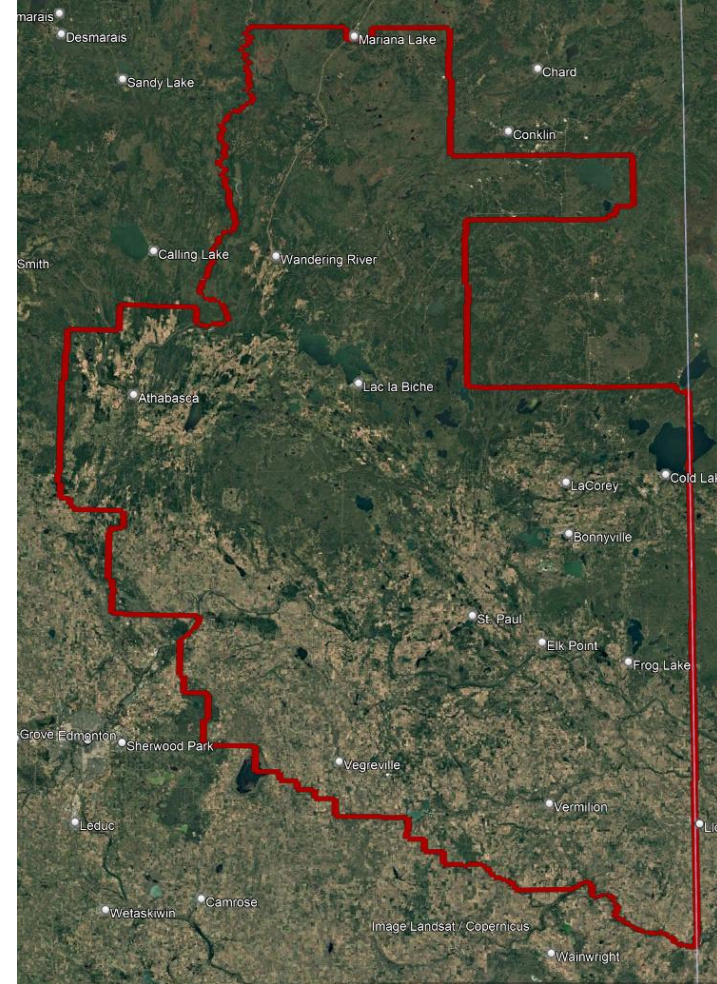 marais
Desmarais
Mariana Lake
Sandy Lake
Chard
Conklin
Calling Lake
Wandering River
Smith
Lac la Biche
Athabasca
Cold Lak
LaCorey
Bonnyville
St. Paul
Elk Point
Frog Lake
Grove Edmonton
Sherwood Park
Vegreville
Vermilion
Leduc
Camrose
Wetaskiwin
Image Landsat / Copernicus
Wainwright